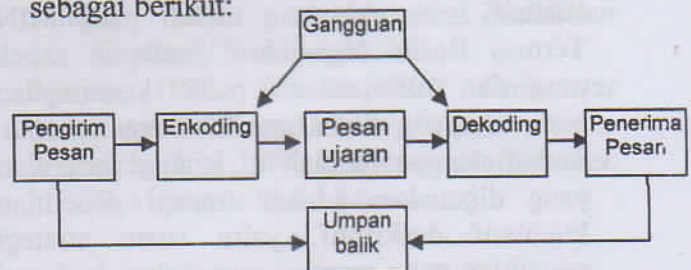 sebagai berikut:
Gangguan
Pengirim
Pesan
Enkoding
Pesan
ujaran
Dekoding
Penerima
Pesan
Umpan
balik